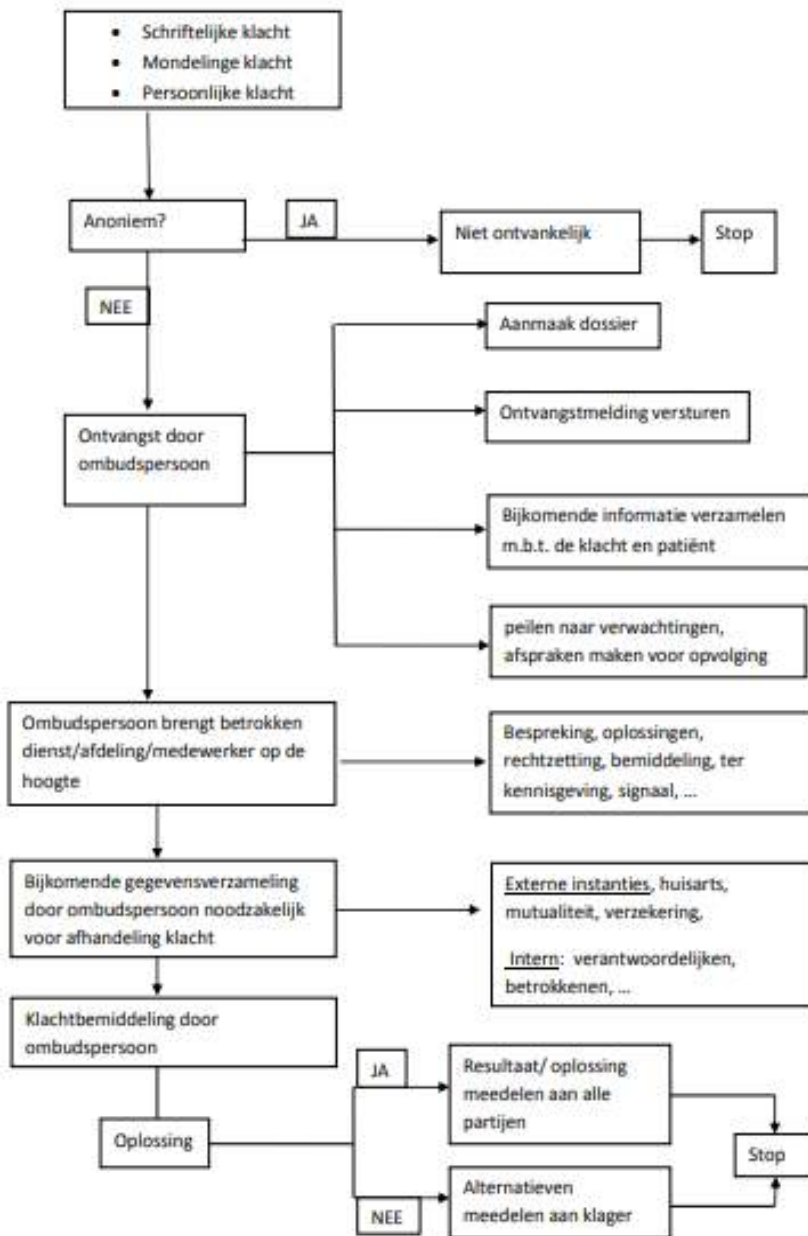 • Schriftelijke klacht
• Mondelinge klacht
• Persoonlijke klacht
Anoniem?
JA
Niet ontvankelijk
Stop
NEE
Aanmaak dossier
Ontvangstmelding versturen
Ontvangst door
ombudspersoon
Bijkomende informatie verzamelen
m.b.t. de klacht en patiënt
peilen naar verwachtingen,
afspraken maken voor opvolging
Ombudspersoon brengt betrokken
dienst/afdeling/medewerker op de
hoogte
Bespreking, oplossingen,
rechtzetting, bemiddeling, ter
kennisgeving, signaal, ...
Bijkomende gegevensverzameling
door ombudspersoon noodzakelijk
voor afhandeling klacht
Externe instanties, huisarts,
mutualiteit, verzekering,
Intern: verantwoordelijken,
betrokkenen, ...
Klachtbemiddeling door
ombudspersoon
Oplossing
JA
Resultaat/ oplossing
meedelen aan alle
partijen
Stop
NEE
Alternatieven
meedelen aan klager